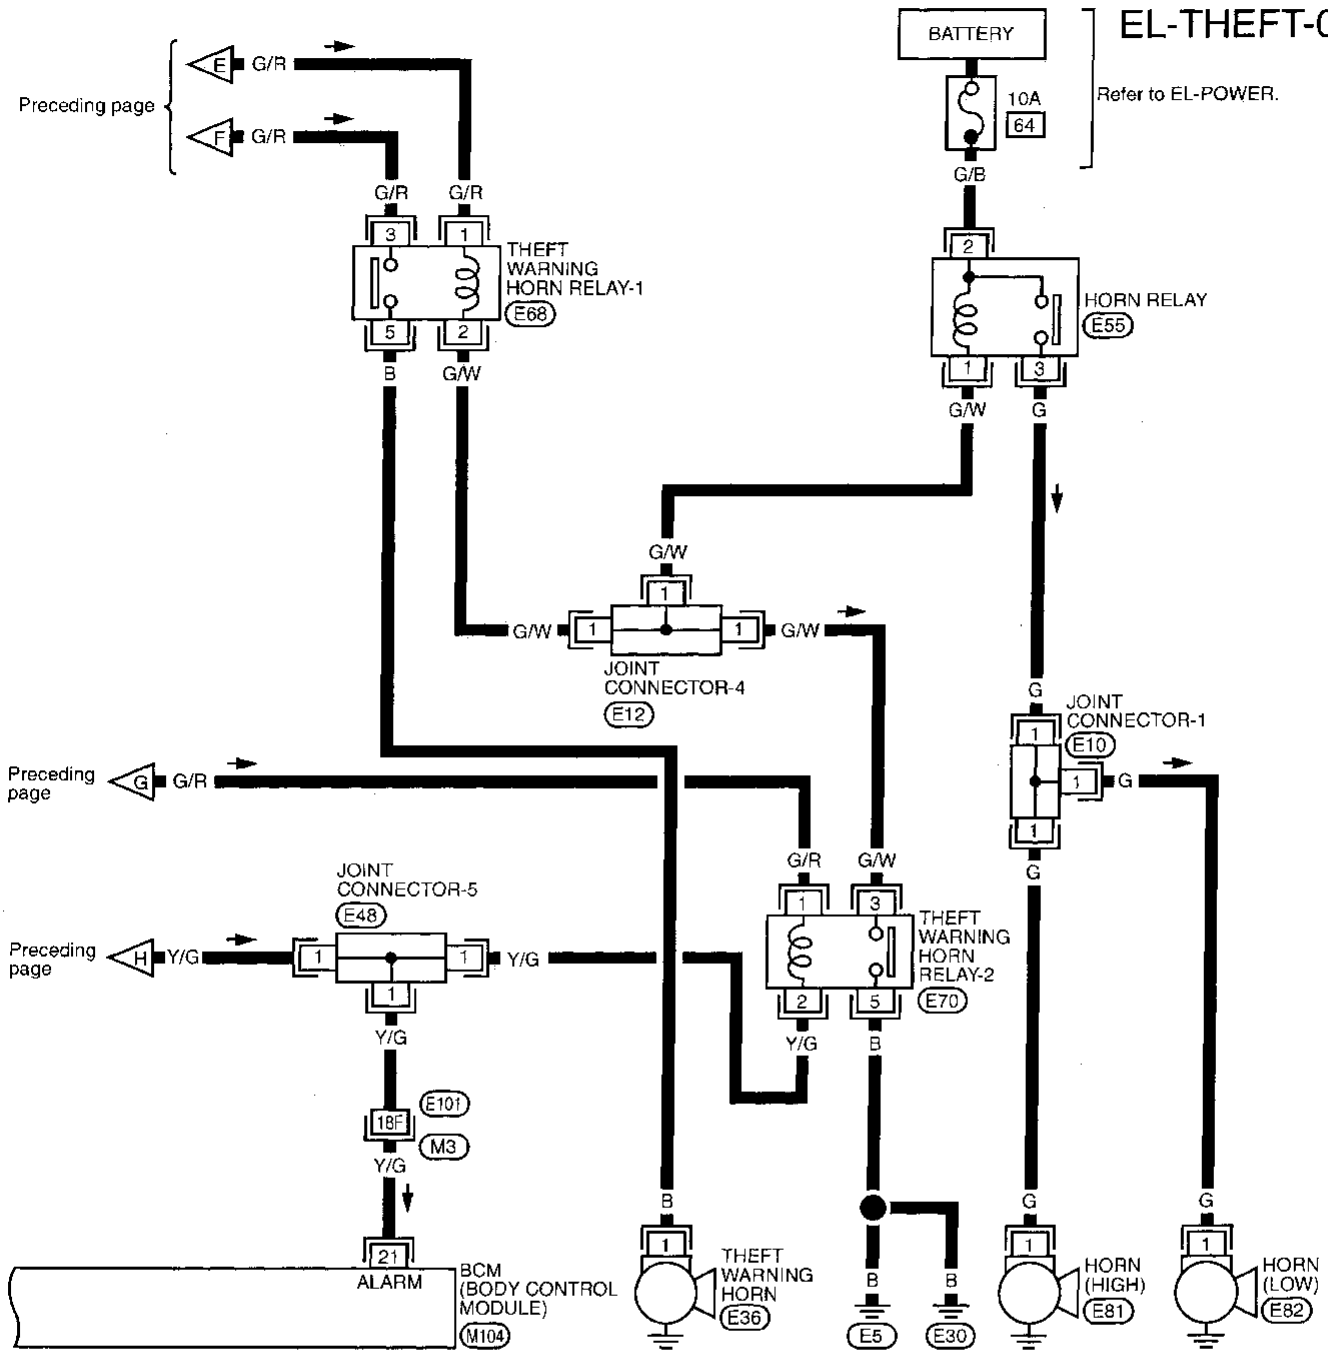 EL-THEFT-0
BATTERY
10A
64
Refer to EL-POWER.
G/B
Preceding page
E G/R
F G/R
G/R G/R
3 1
THEFT
WARNING
HORN RELAY-1
E68
5 2
B G/W
2
HORN RELAY
E55
1 3
G/W G
G/W
1
G/W 1 1 G/W
JOINT
CONNECTOR-4
E12
G
JOINT
CONNECTOR-1
E10
1
1 G
1
G
Preceding
page
G G/R
G/R G/W
1 3
THEFT
WARNING
HORN
RELAY-2
E70
2 5
Y/G B
JOINT
CONNECTOR-5
E48
Preceding
page
H Y/G 1 1 Y/G
1
Y/G
18F
E101
M3
Y/G
21
ALARM
BCM
(BODY CONTROL
MODULE)
M104
B
1
THEFT
WARNING
HORN
E36
B B
E5 E30
G
1
HORN
(HIGH)
E81
G
1
HORN
(LOW)
E82